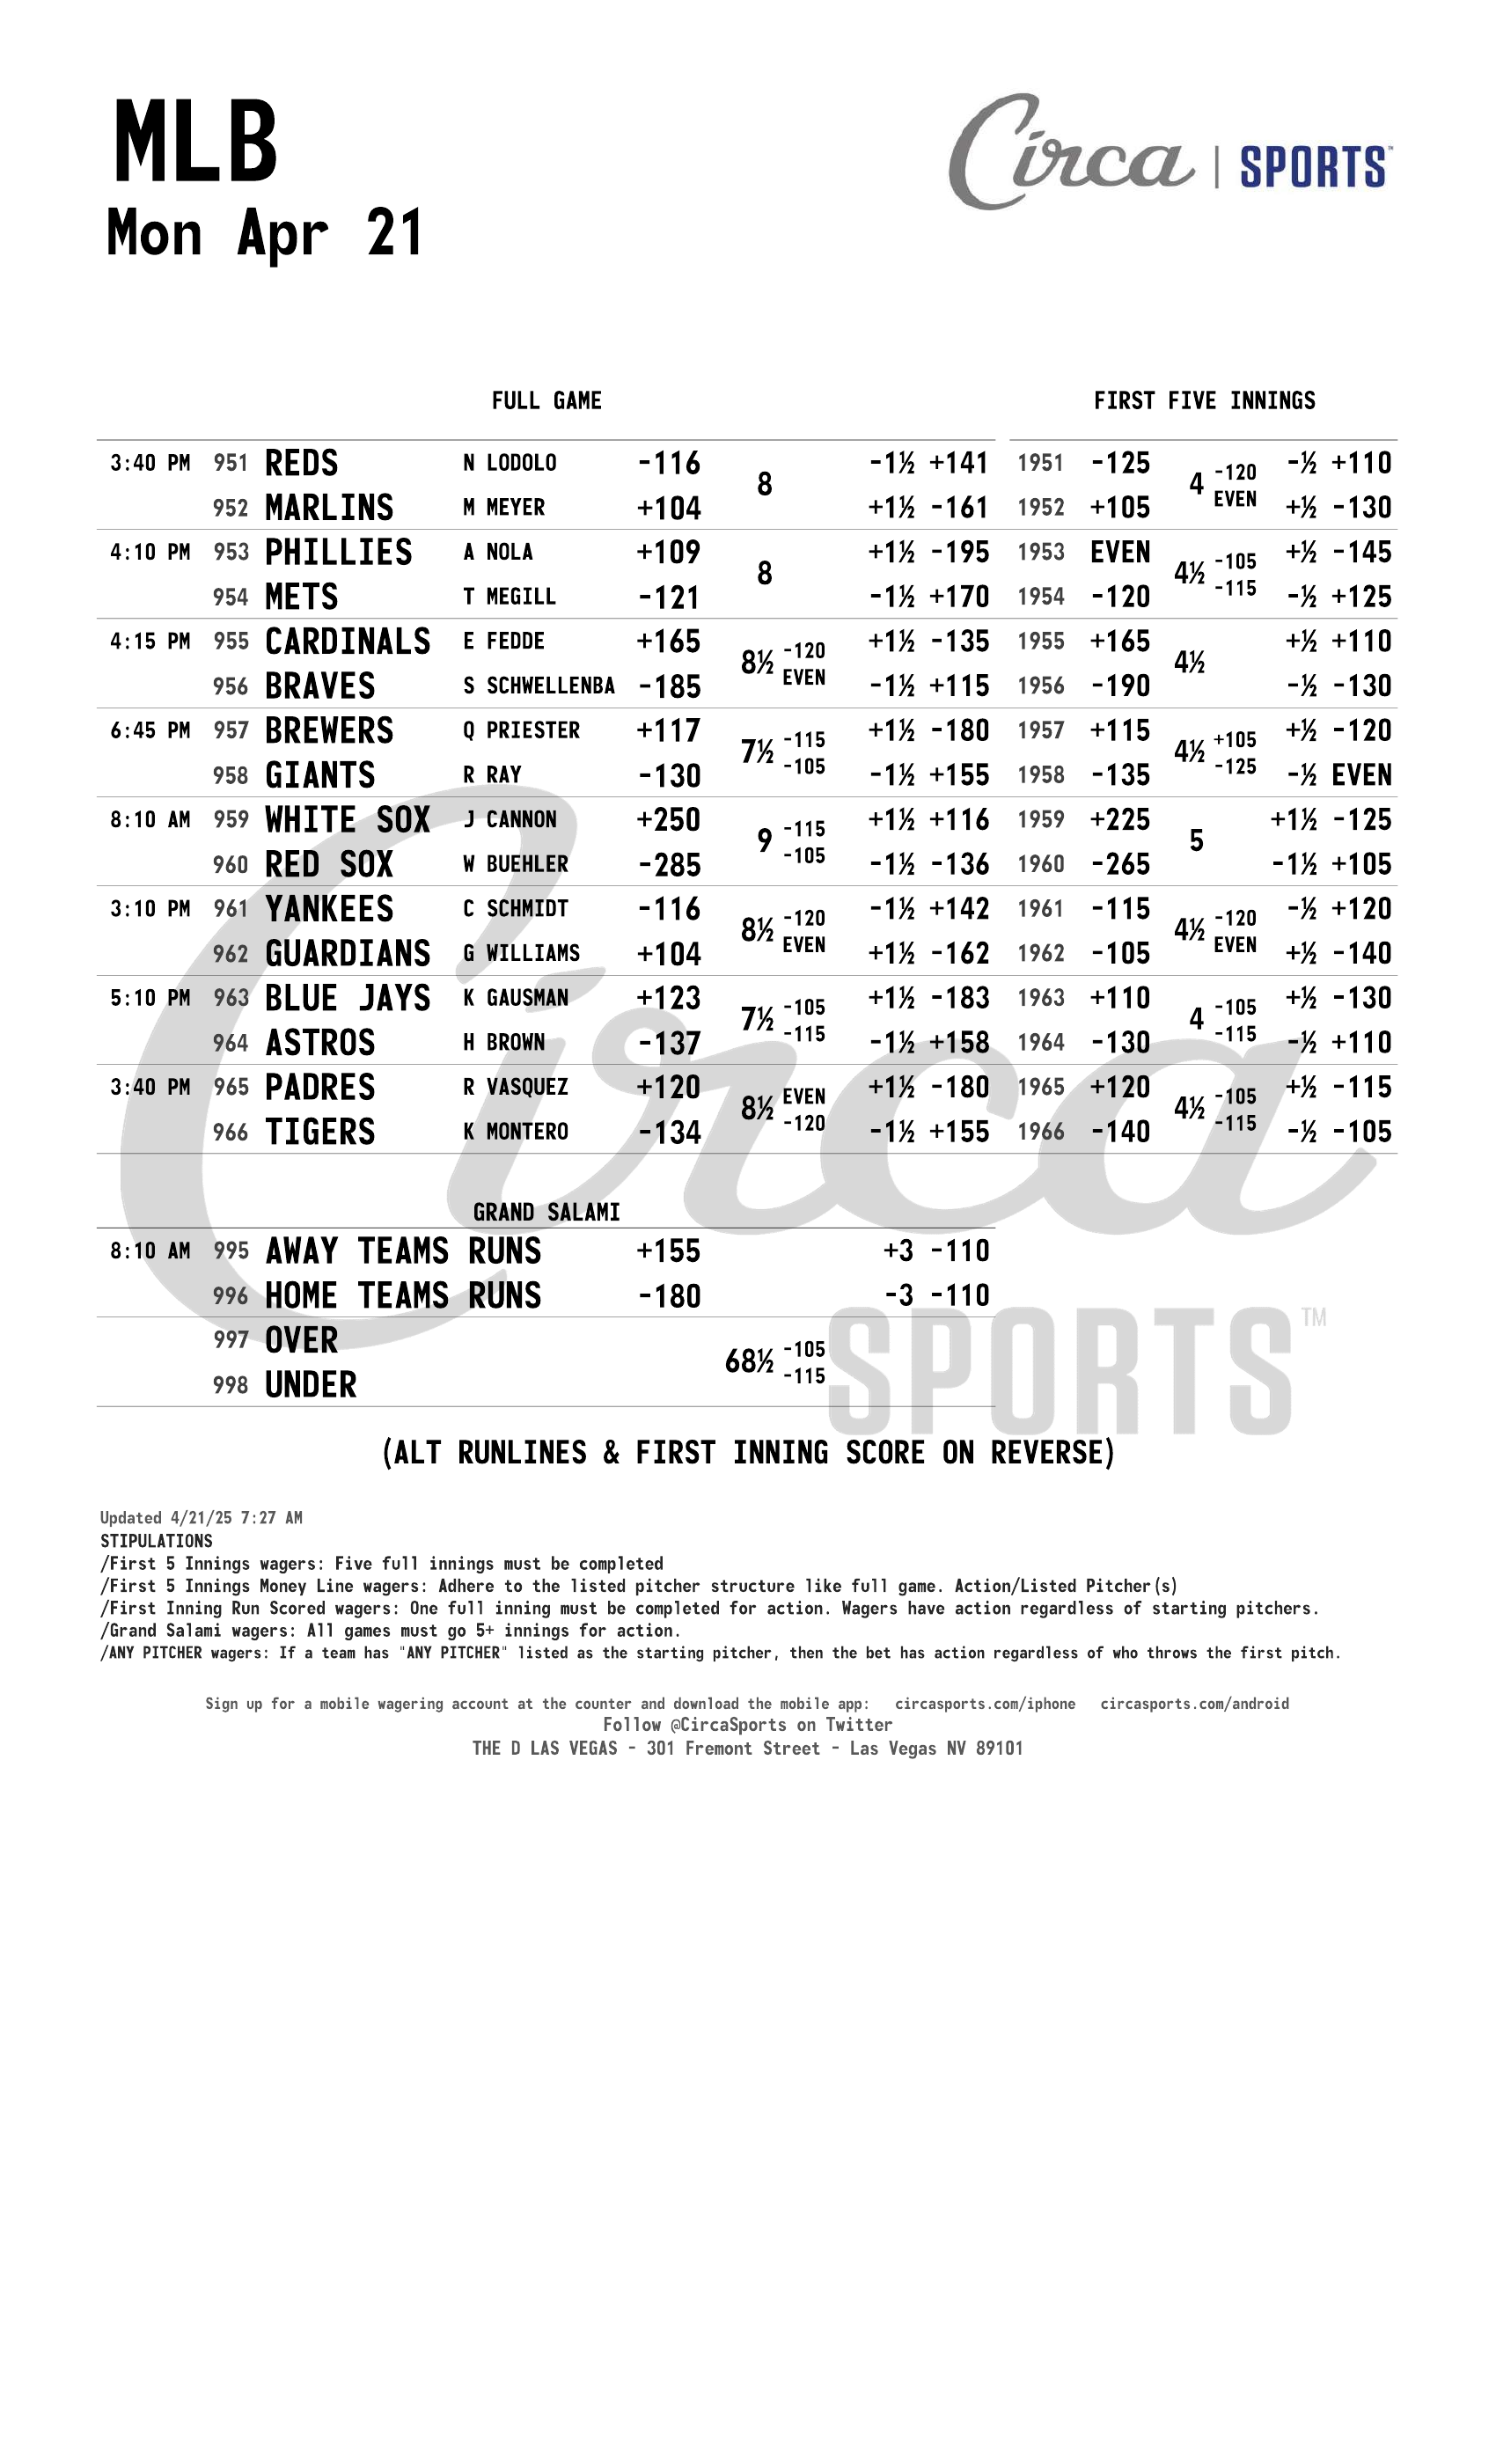 MLB
Circa | SPORTS™
Mon Apr 21
FULL GAME FIRST FIVE INNINGS
3:40 PM 951 REDS N LODOLO -116 8 -1½ +141 1951 -125 4 -120 -½ +110
952 MARLINS M MEYER +104 +1½ -161 1952 +105 EVEN +½ -130
4:10 PM 953 PHILLIES A NOLA +109 8 +1½ -195 1953 EVEN 4½ -105 +½ -145
954 METS T MEGILL -121 -1½ +170 1954 -120 -115 -½ +125
4:15 PM 955 CARDINALS E FEDDE +165 8½ -120 +1½ -135 1955 +165 4½ +½ +110
956 BRAVES S SCHWELLENBA -185 EVEN -1½ +115 1956 -190 -½ -130
6:45 PM 957 BREWERS Q PRIESTER +117 7½ -115 +1½ -180 1957 +115 4½ +105 +½ -120
958 GIANTS R RAY -130 -105 -1½ +155 1958 -135 -125 -½ EVEN
8:10 AM 959 WHITE SOX J CANNON +250 9 -115 +1½ +116 1959 +225 5 +1½ -125
960 RED SOX W BUEHLER -285 -105 -1½ -136 1960 -265 -1½ +105
3:10 PM 961 YANKEES C SCHMIDT -116 8½ -120 -1½ +142 1961 -115 4½ -120 -½ +120
962 GUARDIANS G WILLIAMS +104 EVEN +1½ -162 1962 -105 EVEN +½ -140
5:10 PM 963 BLUE JAYS K GAUSMAN +123 7½ -105 +1½ -183 1963 +110 4 -105 +½ -130
964 ASTROS H BROWN -137 -115 -1½ +158 1964 -130 -115 -½ +110
3:40 PM 965 PADRES R VASQUEZ +120 8½ EVEN +1½ -180 1965 +120 4½ -105 +½ -115
966 TIGERS K MONTERO -134 -120 -1½ +155 1966 -140 -115 -½ -105
GRAND SALAMI
8:10 AM 995 AWAY TEAMS RUNS +155 +3 -110
996 HOME TEAMS RUNS -180 -3 -110
997 OVER 68½ -105
998 UNDER -115
Circa SPORTS™
(ALT RUNLINES & FIRST INNING SCORE ON REVERSE)
Updated 4/21/25 7:27 AM
STIPULATIONS
/First 5 Innings wagers: Five full innings must be completed
/First 5 Innings Money Line wagers: Adhere to the listed pitcher structure like full game. Action/Listed Pitcher(s)
/First Inning Run Scored wagers: One full inning must be completed for action. Wagers have action regardless of starting pitchers.
/Grand Salami wagers: All games must go 5+ innings for action.
/ANY PITCHER wagers: If a team has "ANY PITCHER" listed as the starting pitcher, then the bet has action regardless of who throws the first pitch.
Sign up for a mobile wagering account at the counter and download the mobile app: circasports.com/iphone circasports.com/android
Follow @CircaSports on Twitter
THE D LAS VEGAS - 301 Fremont Street - Las Vegas NV 89101